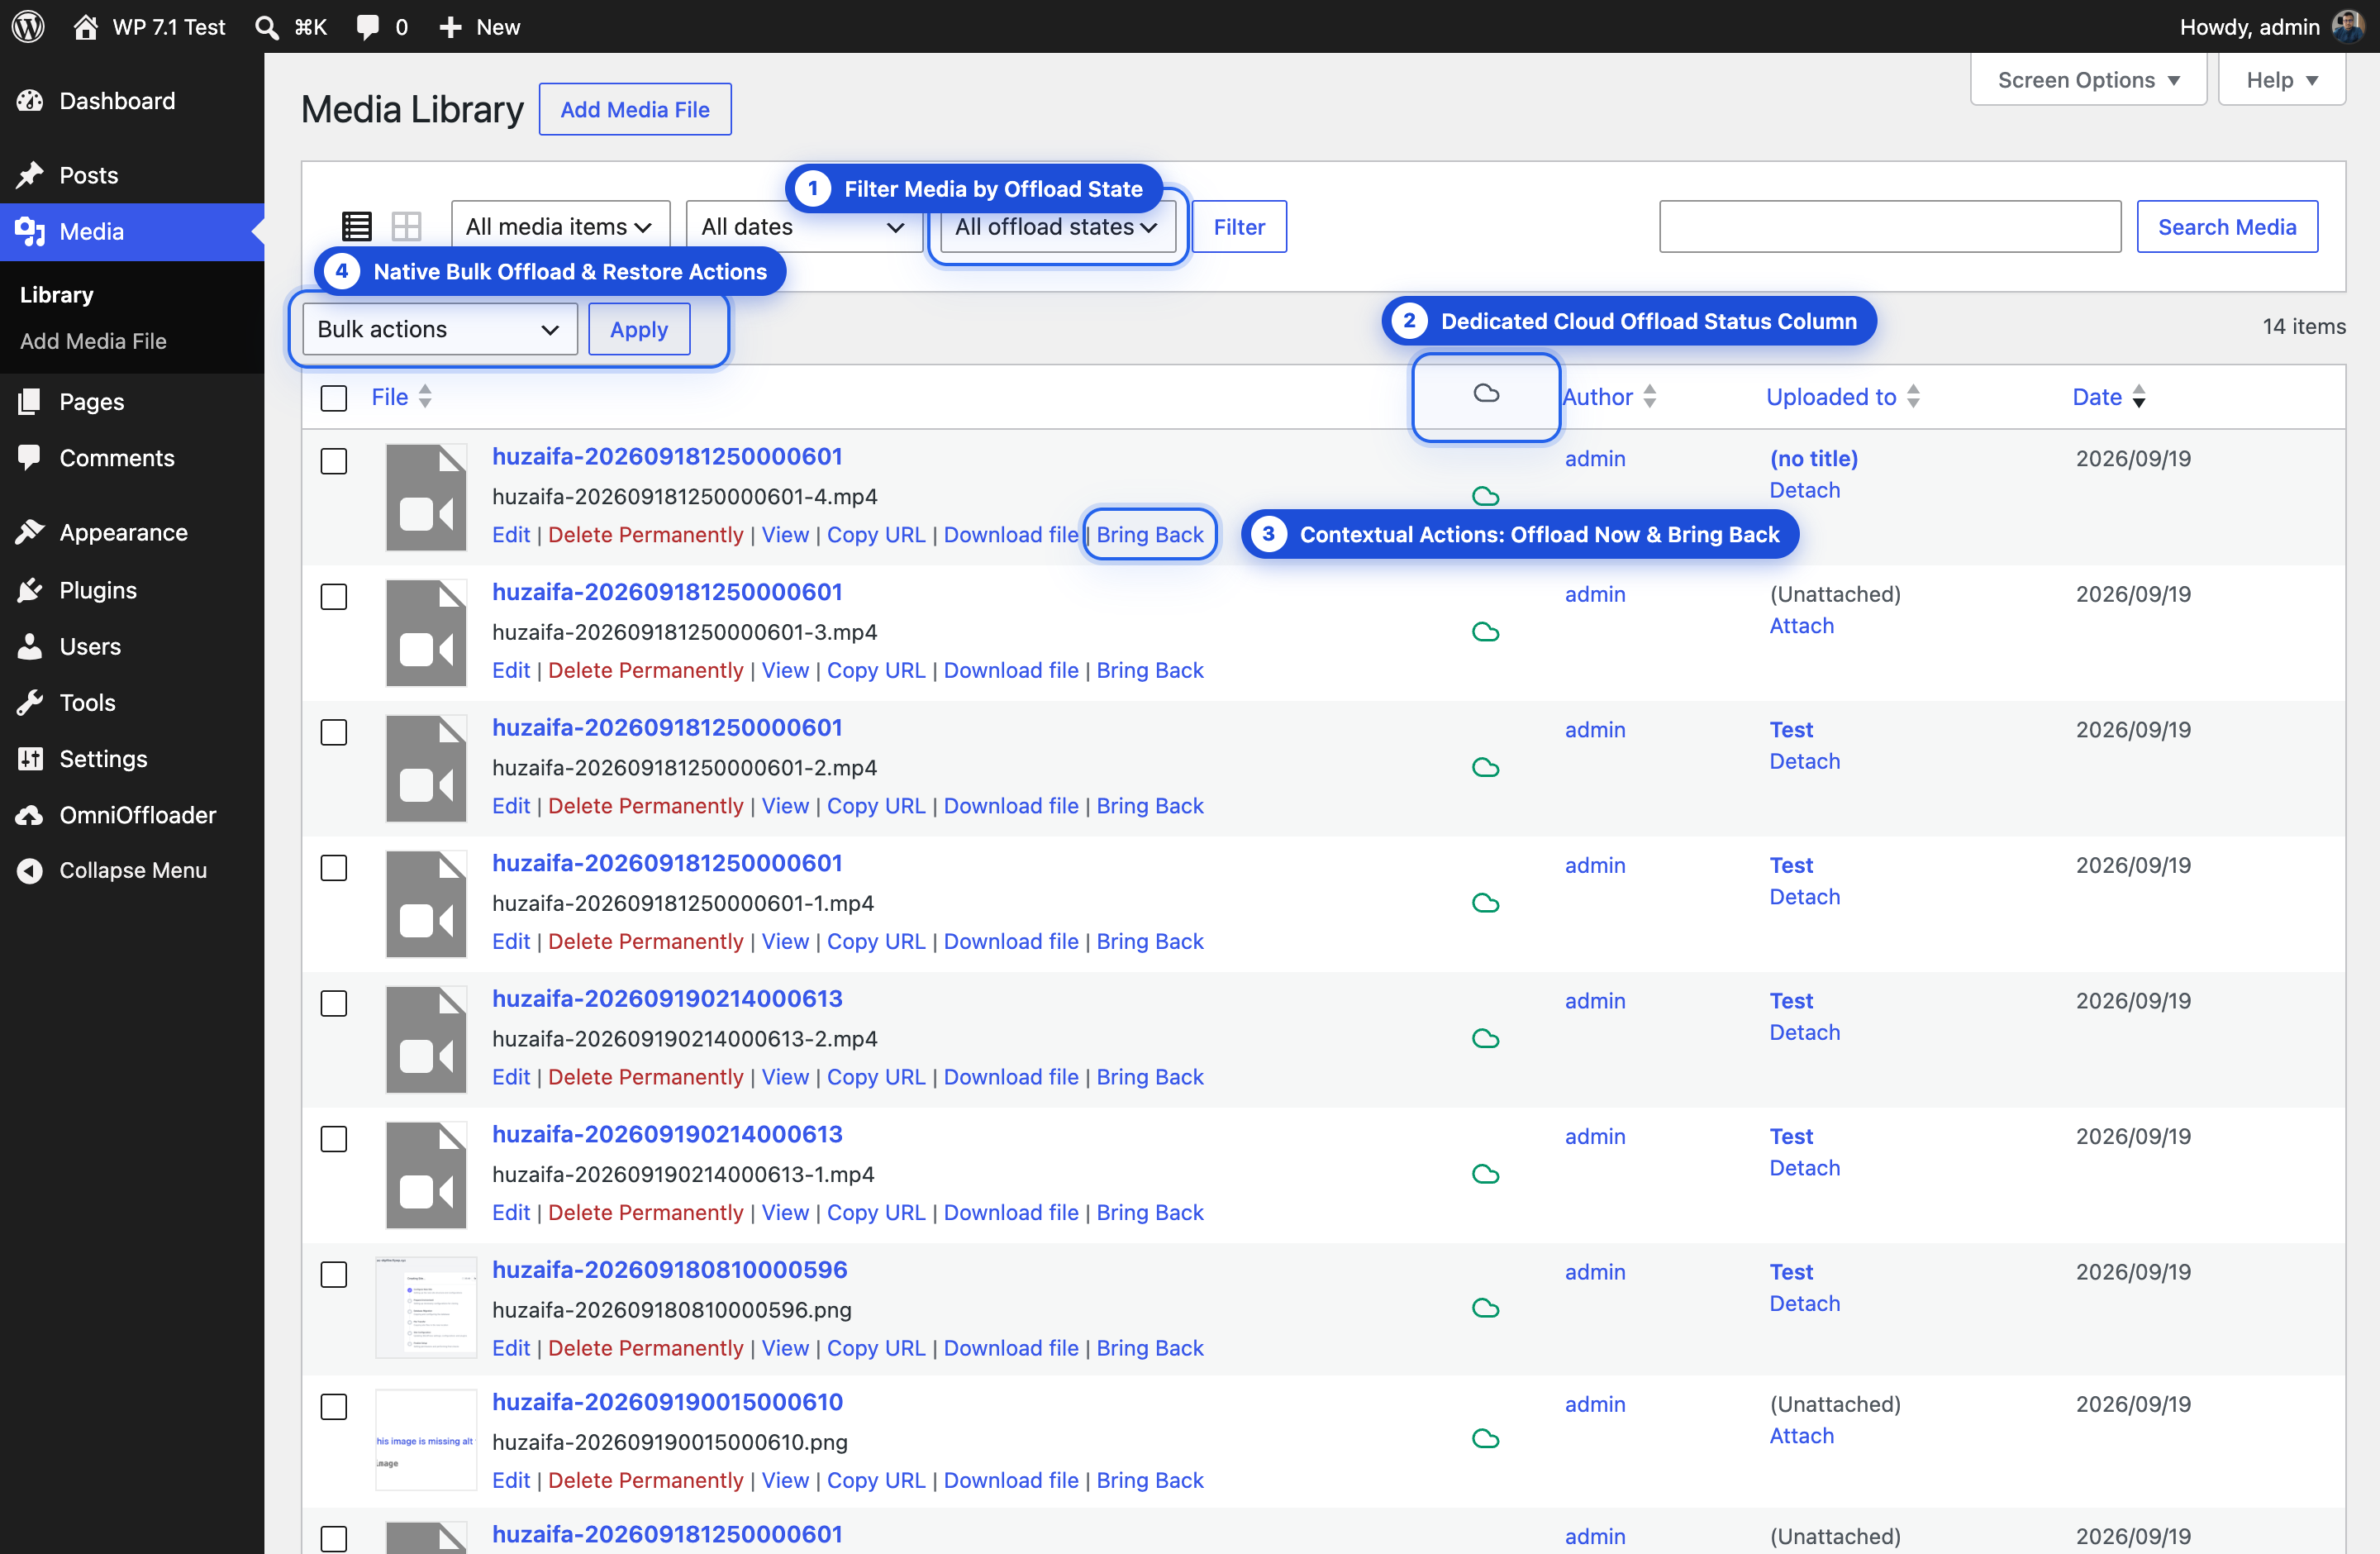 WP 7.1 Test ⌘K 0 New Howdy, admin
Screen Options Help
Media Library Add Media File
Dashboard
Posts
Media
Library
Add Media File
Pages
Comments
Appearance
Plugins
Users
Tools
Settings
OmniOffloader
Collapse Menu
1 Filter Media by Offload State
All media items All dates All offload states Filter Search Media
4 Native Bulk Offload & Restore Actions
Bulk actions Apply
2 Dedicated Cloud Offload Status Column
14 items
File Author Uploaded to Date
huzaifa-202609181250000601 admin (no title) 2026/09/19
huzaifa-202609181250000601-4.mp4 Detach
Edit | Delete Permanently | View | Copy URL | Download file | Bring Back
3 Contextual Actions: Offload Now & Bring Back
huzaifa-202609181250000601 admin (Unattached) 2026/09/19
huzaifa-202609181250000601-3.mp4 Attach
Edit | Delete Permanently | View | Copy URL | Download file | Bring Back
huzaifa-202609181250000601 admin Test 2026/09/19
huzaifa-202609181250000601-2.mp4 Detach
Edit | Delete Permanently | View | Copy URL | Download file | Bring Back
huzaifa-202609181250000601 admin Test 2026/09/19
huzaifa-202609181250000601-1.mp4 Detach
Edit | Delete Permanently | View | Copy URL | Download file | Bring Back
huzaifa-202609190214000613 admin Test 2026/09/19
huzaifa-202609190214000613-2.mp4 Detach
Edit | Delete Permanently | View | Copy URL | Download file | Bring Back
huzaifa-202609190214000613 admin Test 2026/09/19
huzaifa-202609190214000613-1.mp4 Detach
Edit | Delete Permanently | View | Copy URL | Download file | Bring Back
huzaifa-202609180810000596 admin Test 2026/09/19
huzaifa-202609180810000596.png Detach
Edit | Delete Permanently | View | Copy URL | Download file | Bring Back
huzaifa-202609190015000610 admin (Unattached) 2026/09/19
huzaifa-202609190015000610.png Attach
his image is missing alt
image
Edit | Delete Permanently | View | Copy URL | Download file | Bring Back
huzaifa-202609181250000601 admin (Unattached) 2026/09/19